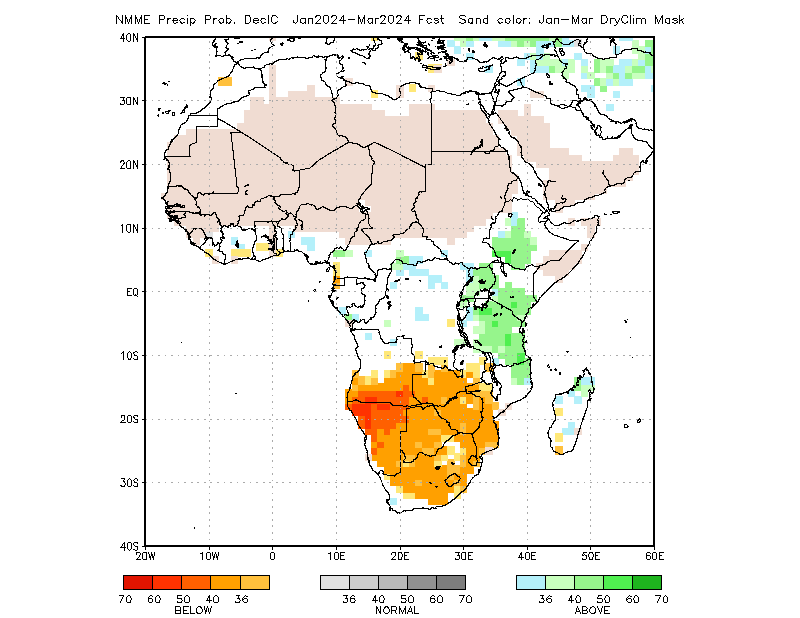 NMME Precip Prob. DecIC  Jan2024-Mar2024 Fcst  Sand color: Jan-Mar DryClim Mask
40N
30N
20N
10N
EQ
10S
20S
30S
40S
20W 10W 0 10E 20E 30E 40E 50E 60E
70 60 50 40 36 36 40 50 60 70 36 40 50 60 70
BELOW NORMAL ABOVE